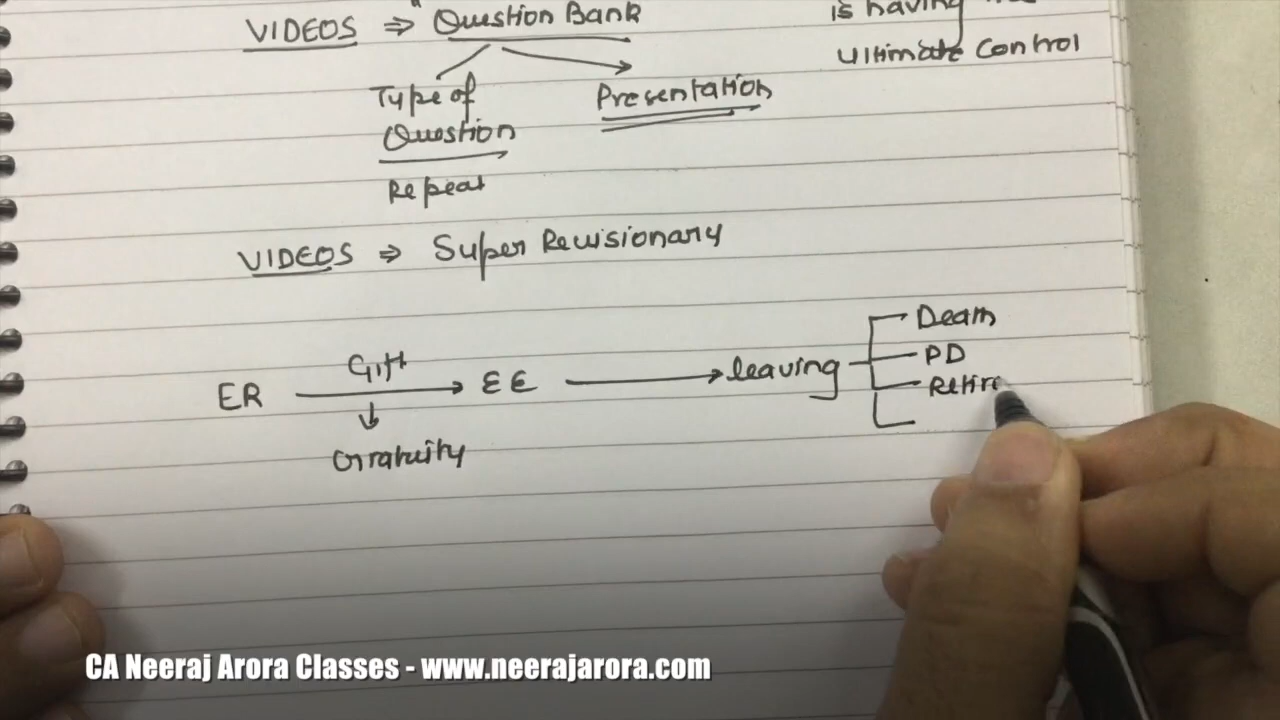 VIDEOS ⇒ Question Bank
is having
Ultimate Control
Type of Question
Presentation
Repeat
VIDEOS ⇒ Super Revisionary
ER Gift → EE → leaving
Gratuity
Death
PD
Retire
CA Neeraj Arora Classes - www.neerajarora.com